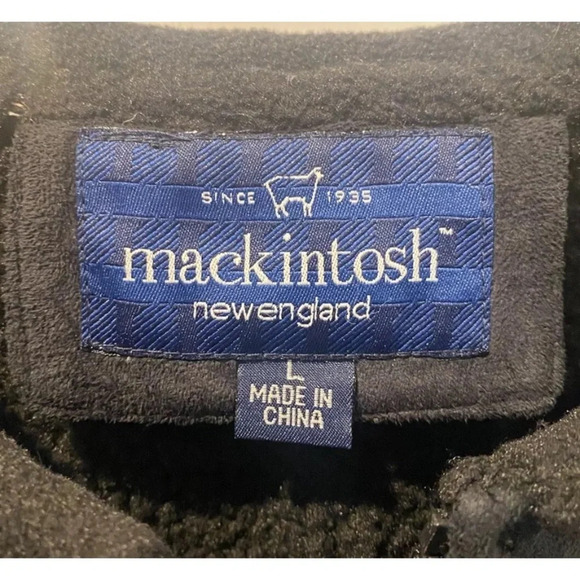 SINCE 1935
mackintosh™
newengland
L
MADE IN
CHINA